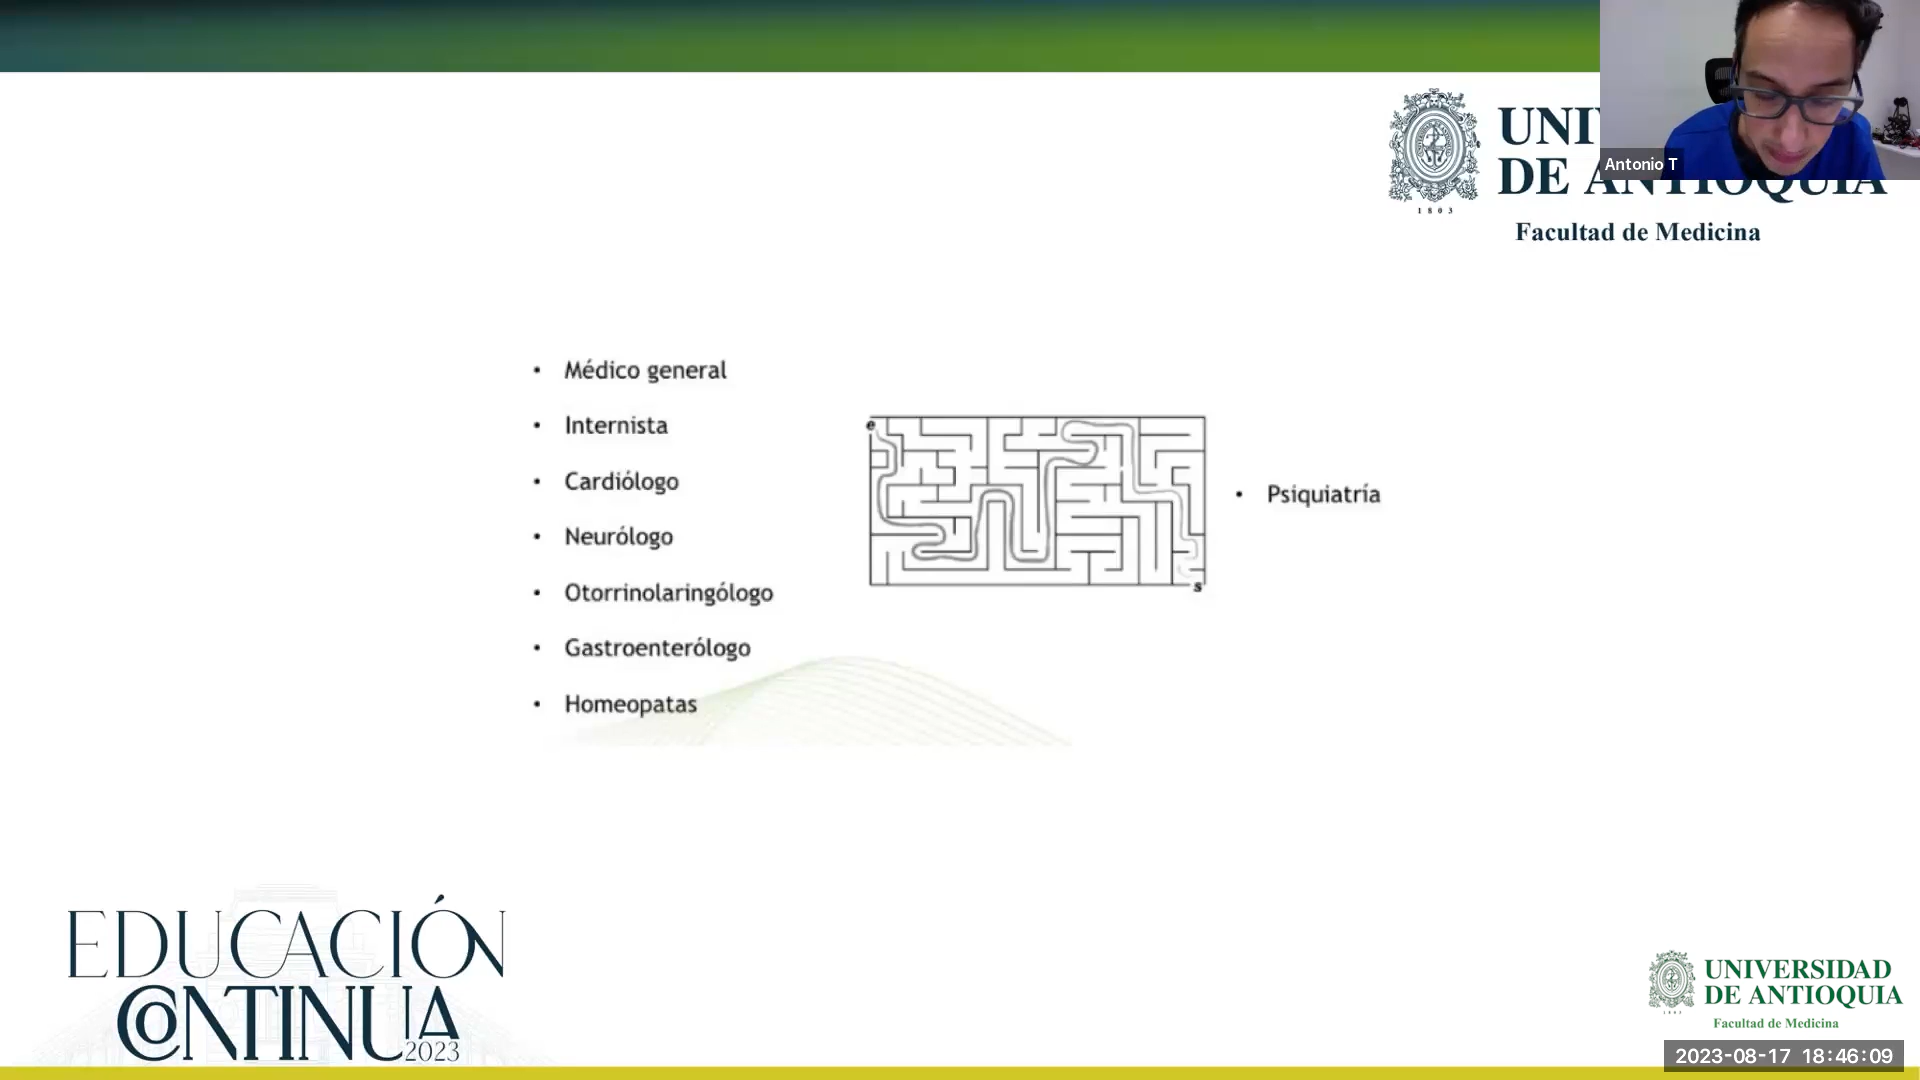 UNI
DE ANTIOQUIA
1803
Facultad de Medicina
Antonio T
• Médico general
• Internista
• Cardiólogo
• Neurólogo
• Otorrinolaringólogo
• Gastroenterólogo
• Homeopatas
e
s
• Psiquiatría
EDUCACIÓN
CONTINUA
2023
UNIVERSIDAD
DE ANTIOQUIA
Facultad de Medicina
2023-08-17 18:46:09